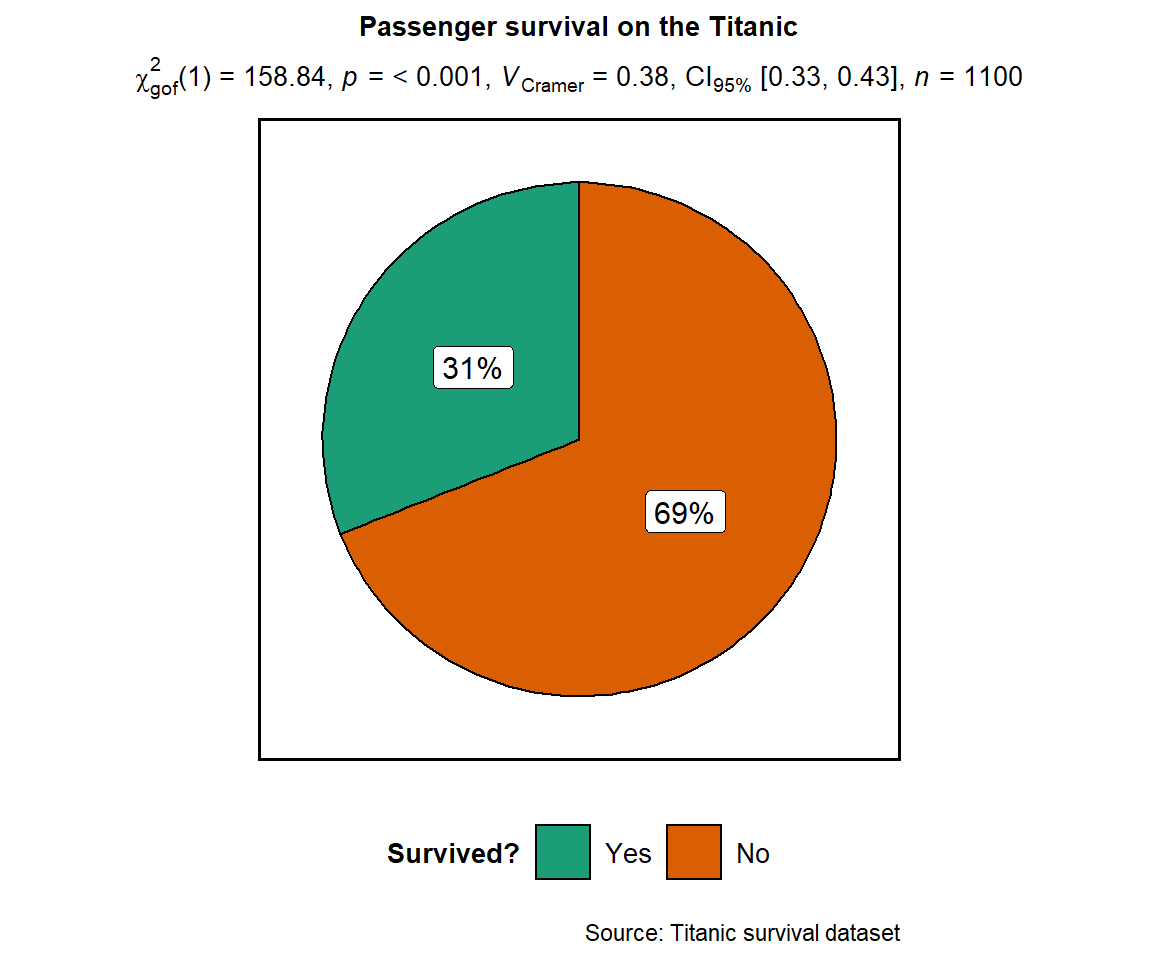 Passenger survival on the Titanic
χ²gof(1) = 158.84, p = < 0.001, VCramer = 0.38, CI95% [0.33, 0.43], n = 1100
31%
69%
Survived? Yes No
Source: Titanic survival dataset